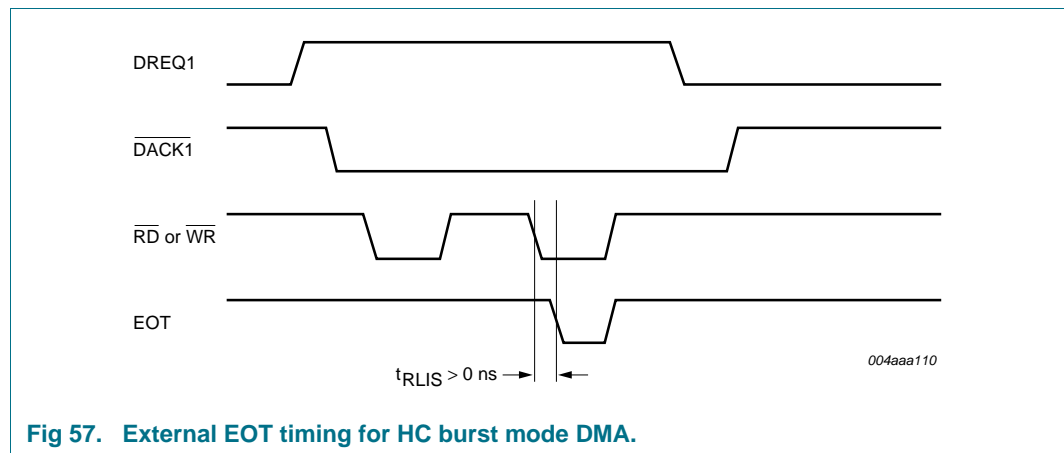 DREQ1
DACK1
RD or WR
EOT
tRLIS > 0 ns
004aaa110
Fig 57. External EOT timing for HC burst mode DMA.